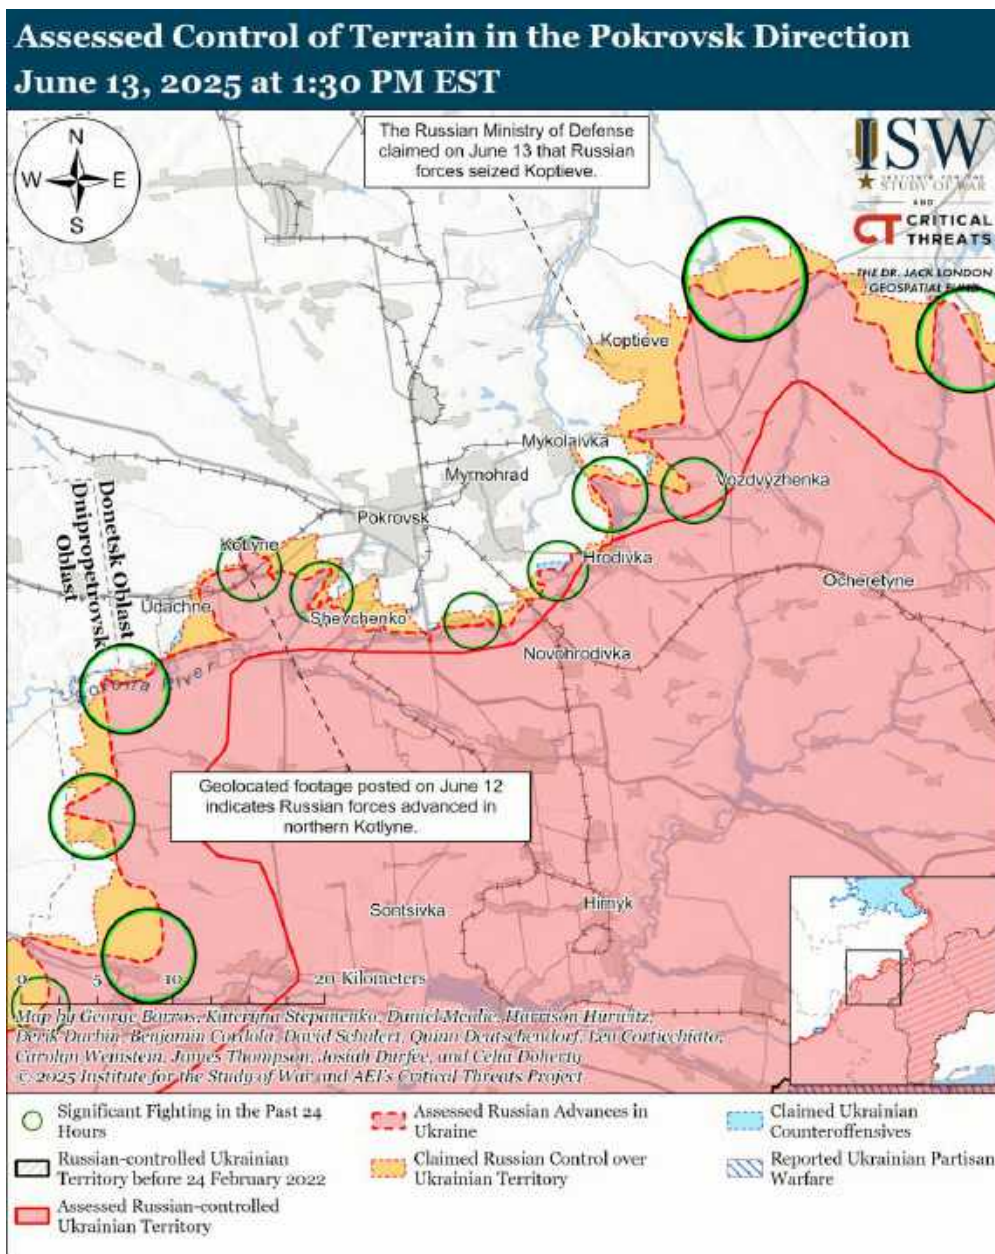 Assessed Control of Terrain in the Pokrovsk Direction
June 13, 2025 at 1:30 PM EST
N
W E
S
The Russian Ministry of Defense
claimed on June 13 that Russian
forces seized Koptieve.
ISW
INSTITUTE FOR THE
STUDY OF WAR
AND
CT CRITICAL
THREATS
THE DR. JACK LONDON
GEOSPATIAL FUND
Koptieve
Mykolaivka
Myrnohrad
Vozdvyzhenka
Pokrovsk
Donetsk Oblast
Dnipropetrovsk
Oblast
Kotlyne
Hrodivka
Ocheretyne
Udachne
Shevchenko
Novohrodivka
River
Geolocated footage posted on June 12
indicates Russian forces advanced in
northern Kotlyne.
Sontsivka
Hirnyk
0 5 10 20 Kilometers
Map by George Barros, Kateryna Stepanenko, Daniel Mealie, Harrison Hurwitz,
Derik Durbin, Benjamin Cordola, David Schulert, Quinn Deutschendorf, Lea Corticchiato,
Carolyn Weinstein, James Thompson, Josiah Durfee, and Celia Doherty
© 2025 Institute for the Study of War and AEI's Critical Threats Project
Significant Fighting in the Past 24
Hours
Russian-controlled Ukrainian
Territory before 24 February 2022
Assessed Russian-controlled
Ukrainian Territory
Assessed Russian Advances in
Ukraine
Claimed Russian Control over
Ukrainian Territory
Claimed Ukrainian
Counteroffensives
Reported Ukrainian Partisan
Warfare